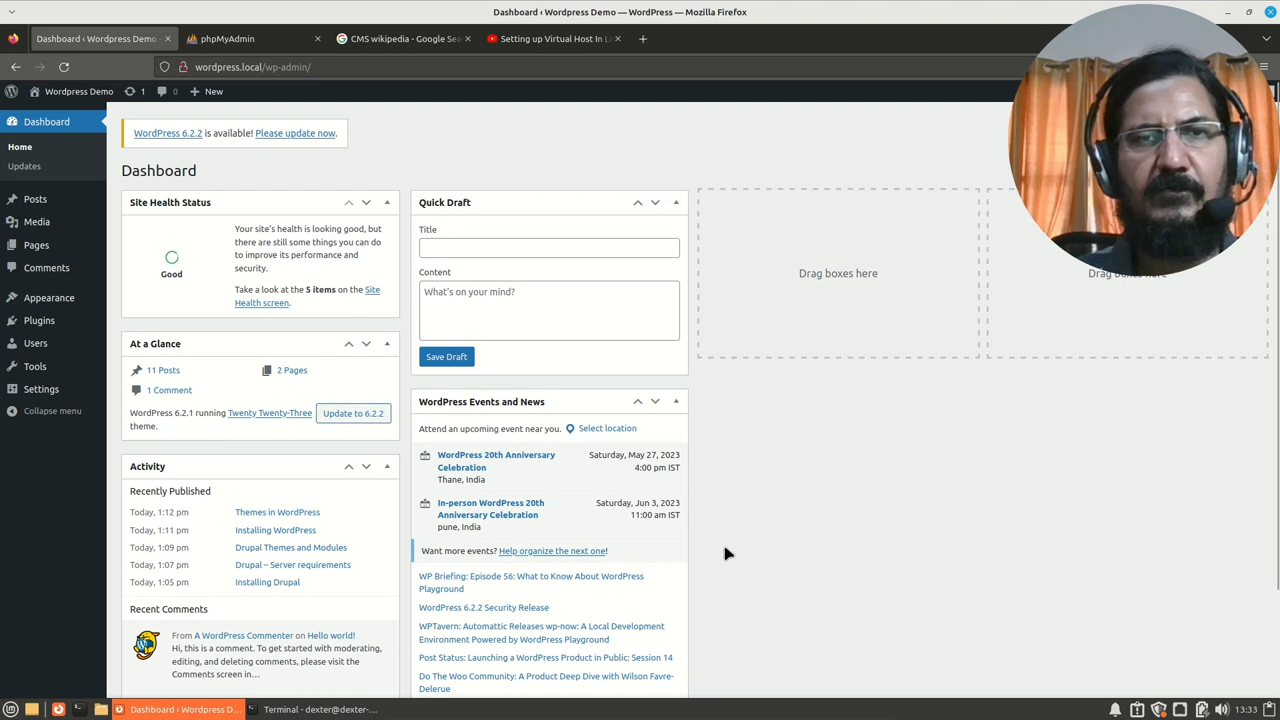 Dashboard ‹ Wordpress Demo — WordPress — Mozilla Firefox
Dashboard ‹ Wordpress Demo –
phpMyAdmin
CMS wikipedia - Google Sea
Setting up Virtual Host In Li
wordpress.local/wp-admin/
Wordpress Demo
1
0
New
Dashboard
Home
Updates
Posts
Media
Pages
Comments
Appearance
Plugins
Users
Tools
Settings
Collapse menu
WordPress 6.2.2 is available! Please update now.
Dashboard
Site Health Status
Good
Your site's health is looking good, but
there are still some things you can do
to improve its performance and
security.
Take a look at the 5 items on the Site
Health screen.
At a Glance
11 Posts
2 Pages
1 Comment
WordPress 6.2.1 running Twenty Twenty-Three
theme.
Update to 6.2.2
Activity
Recently Published
Today, 1:12 pm Themes in WordPress
Today, 1:11 pm Installing WordPress
Today, 1:09 pm Drupal Themes and Modules
Today, 1:07 pm Drupal – Server requirements
Today, 1:05 pm Installing Drupal
Recent Comments
From A WordPress Commenter on Hello world!
Hi, this is a comment. To get started with moderating,
editing, and deleting comments, please visit the
Comments screen in…
Quick Draft
Title
Content
What's on your mind?
Save Draft
WordPress Events and News
Attend an upcoming event near you. Select location
WordPress 20th Anniversary
Celebration
Thane, India
Saturday, May 27, 2023
4:00 pm IST
In-person WordPress 20th
Anniversary Celebration
pune, India
Saturday, Jun 3, 2023
11:00 am IST
Want more events? Help organize the next one!
WP Briefing: Episode 56: What to Know About WordPress
Playground
WordPress 6.2.2 Security Release
WPTavern: Automattic Releases wp-now: A Local Development
Environment Powered by WordPress Playground
Post Status: Launching a WordPress Product in Public: Session 14
Do The Woo Community: A Product Deep Dive with Wilson Favre-
Delerue
Drag boxes here
Drag boxes here
Dashboard ‹ Wordpress D...
Terminal - dexter@dexter-...
13:33